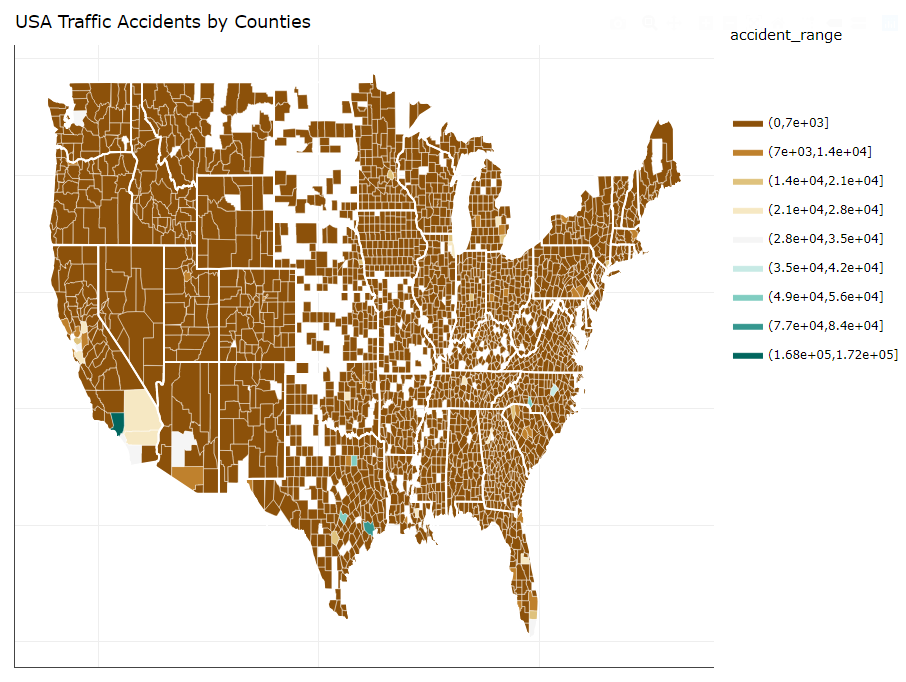 USA Traffic Accidents by Counties
accident_range
(0,7e+03]
(7e+03,1.4e+04]
(1.4e+04,2.1e+04]
(2.1e+04,2.8e+04]
(2.8e+04,3.5e+04]
(3.5e+04,4.2e+04]
(4.9e+04,5.6e+04]
(7.7e+04,8.4e+04]
(1.68e+05,1.72e+05]